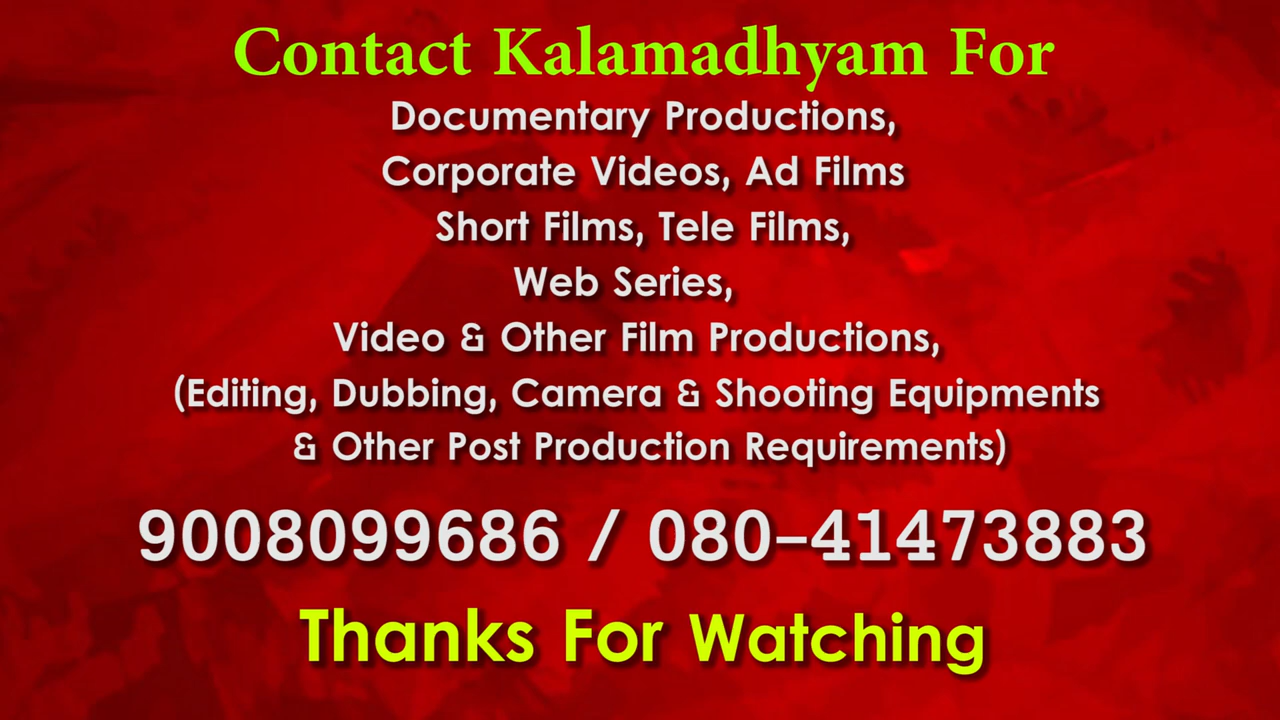 Contact Kalamadhyam For
Documentary Productions,
Corporate Videos, Ad Films
Short Films, Tele Films,
Web Series,
Video & Other Film Productions,
(Editing, Dubbing, Camera & Shooting Equipments
& Other Post Production Requirements)
9008099686 / 080-41473883
Thanks For Watching